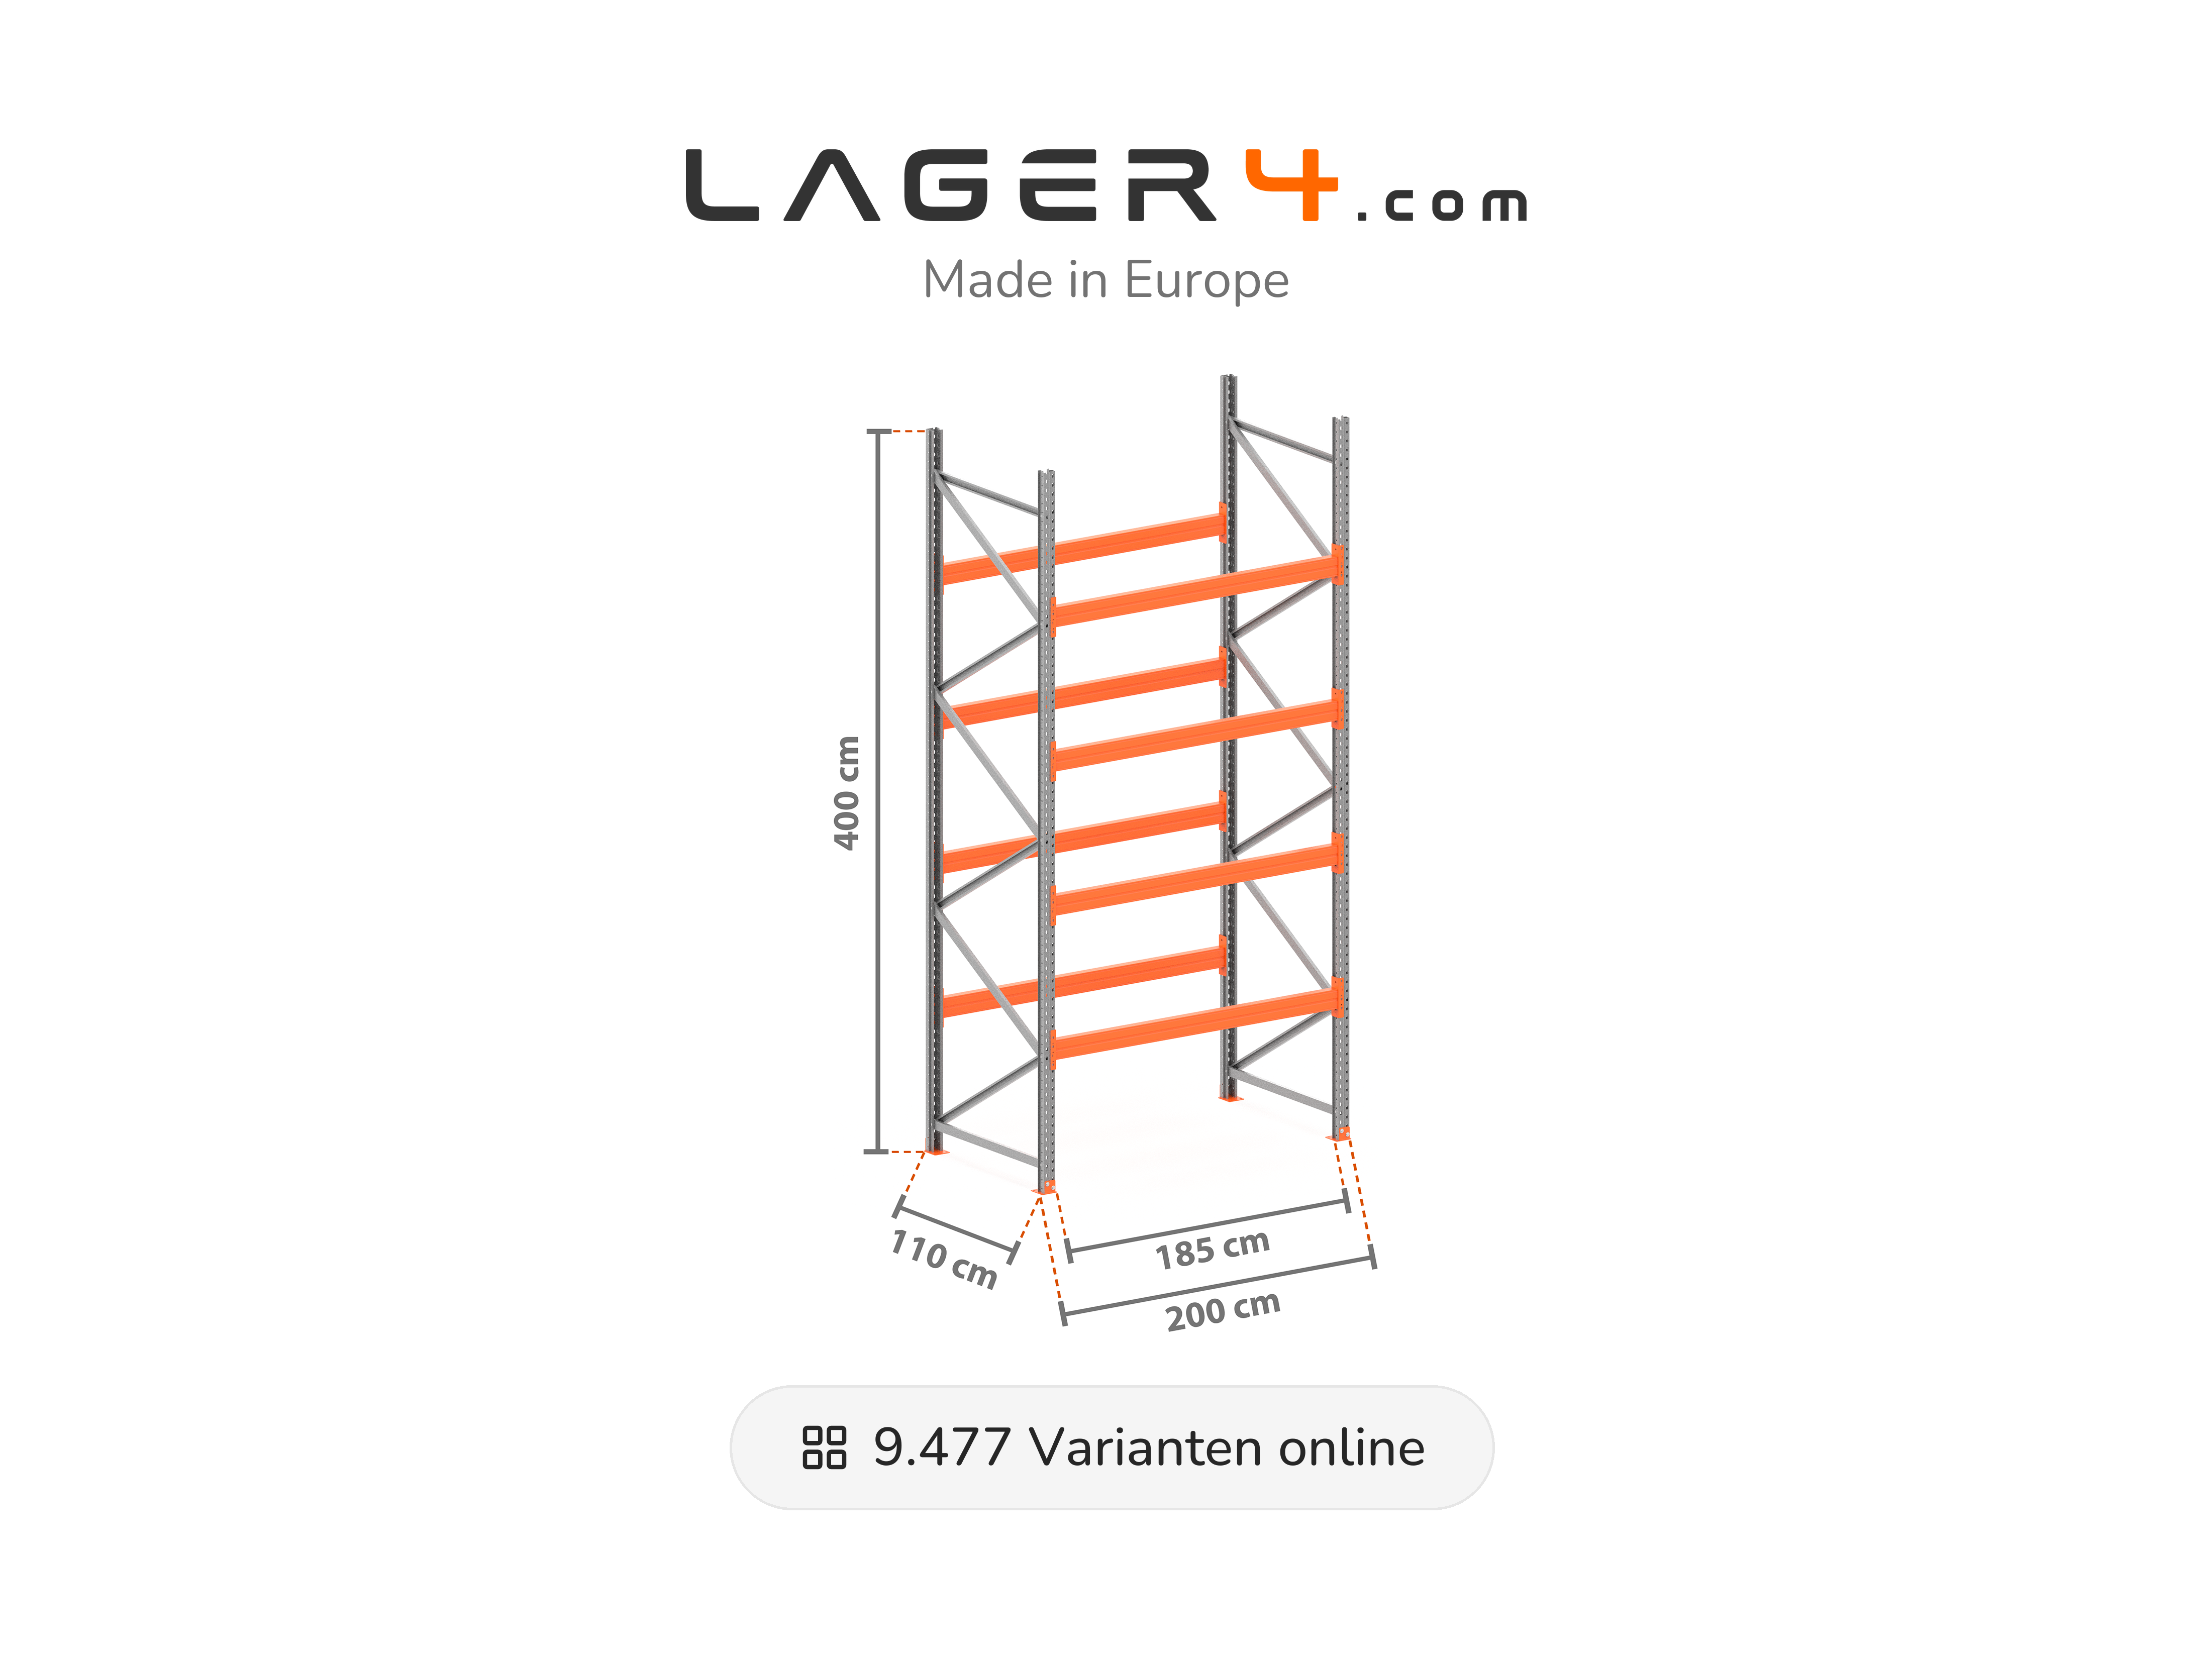 LAGER4.com
Made in Europe
400 cm
110 cm
185 cm
200 cm
9.477 Varianten online